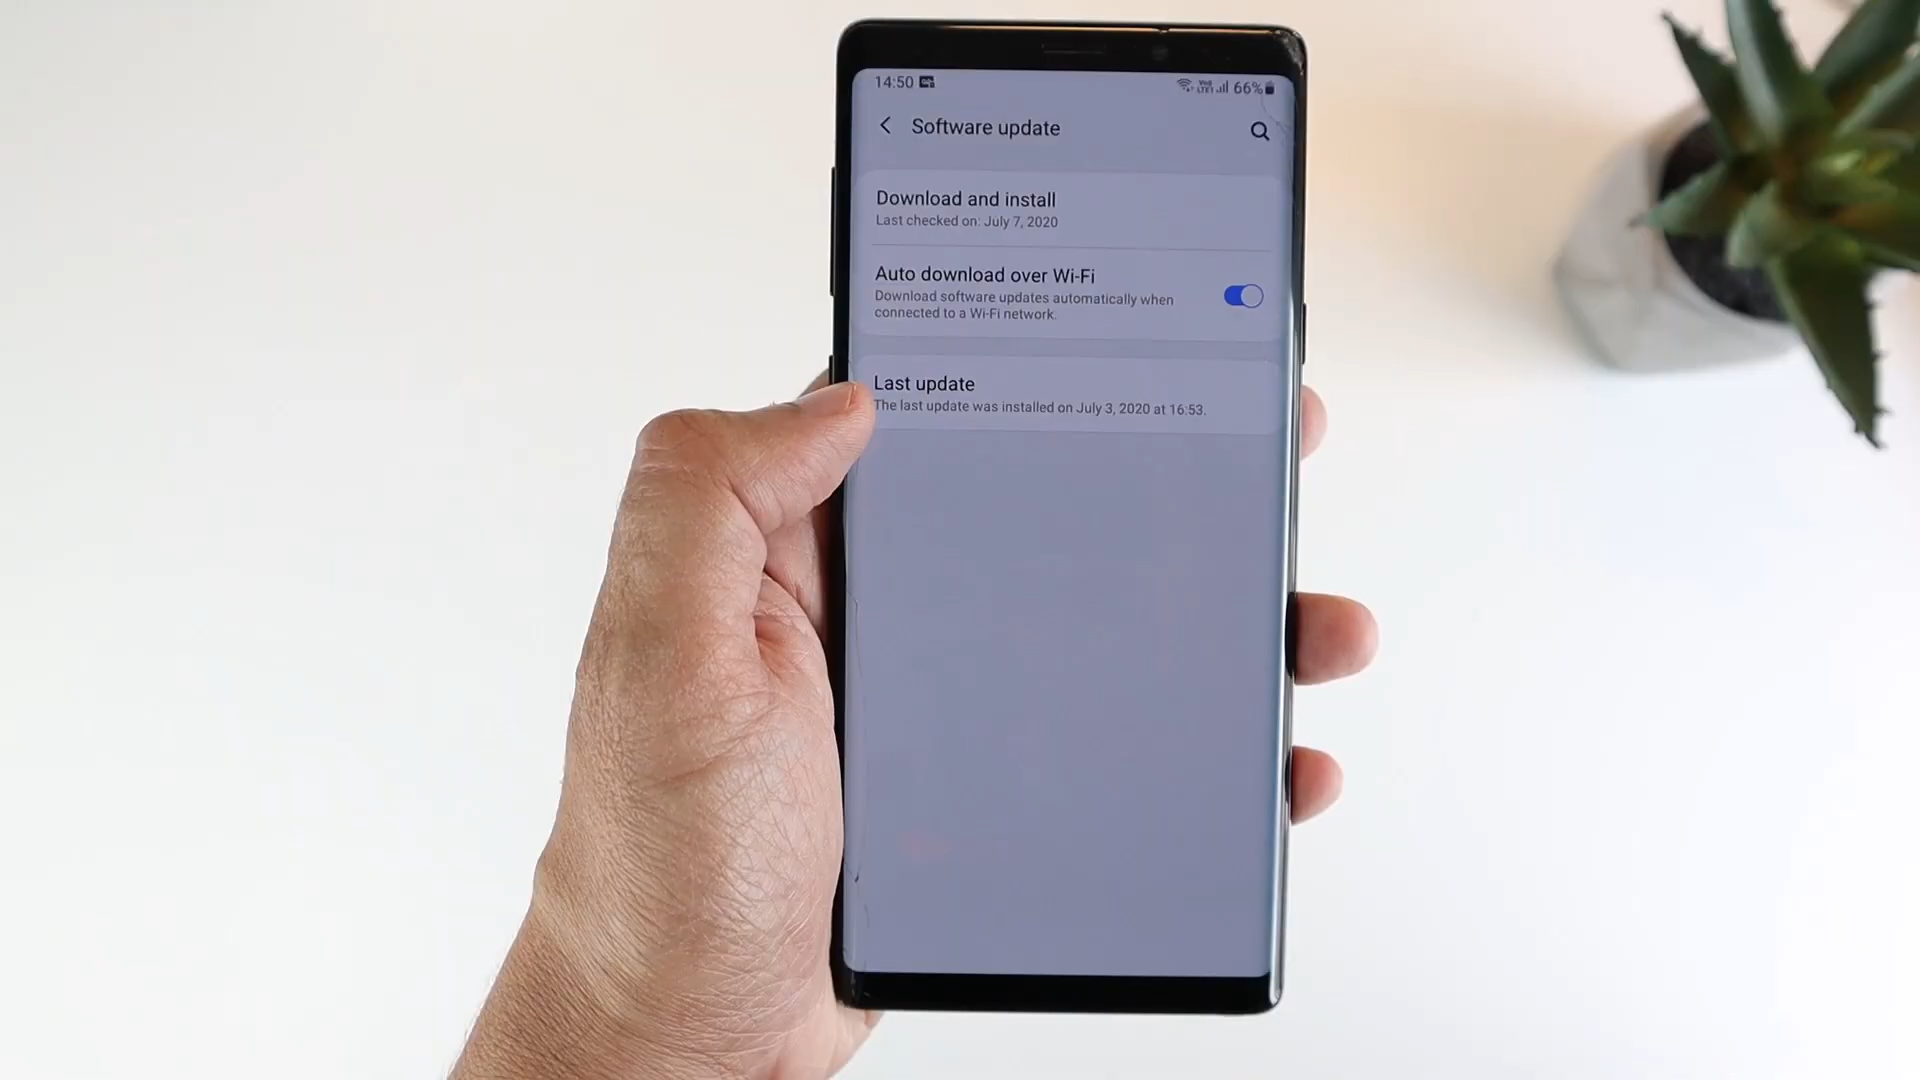 14:50
66%
Software update
Download and install
Last checked on: July 7, 2020
Auto download over Wi-Fi
Download software updates automatically when
connected to a Wi-Fi network.
Last update
The last update was installed on July 3, 2020 at 16:53.